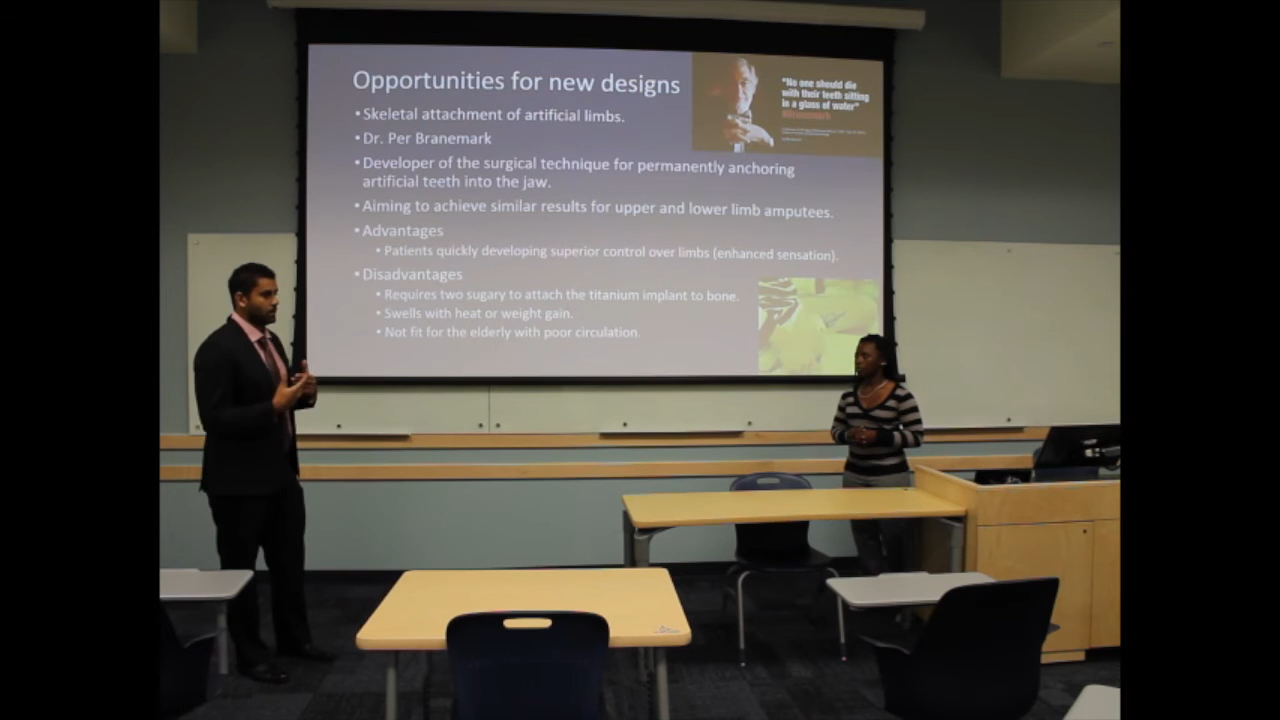 Opportunities for new designs
• Skeletal attachment of artificial limbs.
• Dr. Per Branemark
• Developer of the surgical technique for permanently anchoring
artificial teeth into the jaw.
• Aiming to achieve similar results for upper and lower limb amputees.
• Advantages
• Patients quickly developing superior control over limbs (enhanced sensation).
• Disadvantages
• Requires two sugary to attach the titanium implant to bone.
• Swells with heat or weight gain.
• Not fit for the elderly with poor circulation.
"No one should die
with their teeth sitting
in a glass of water"